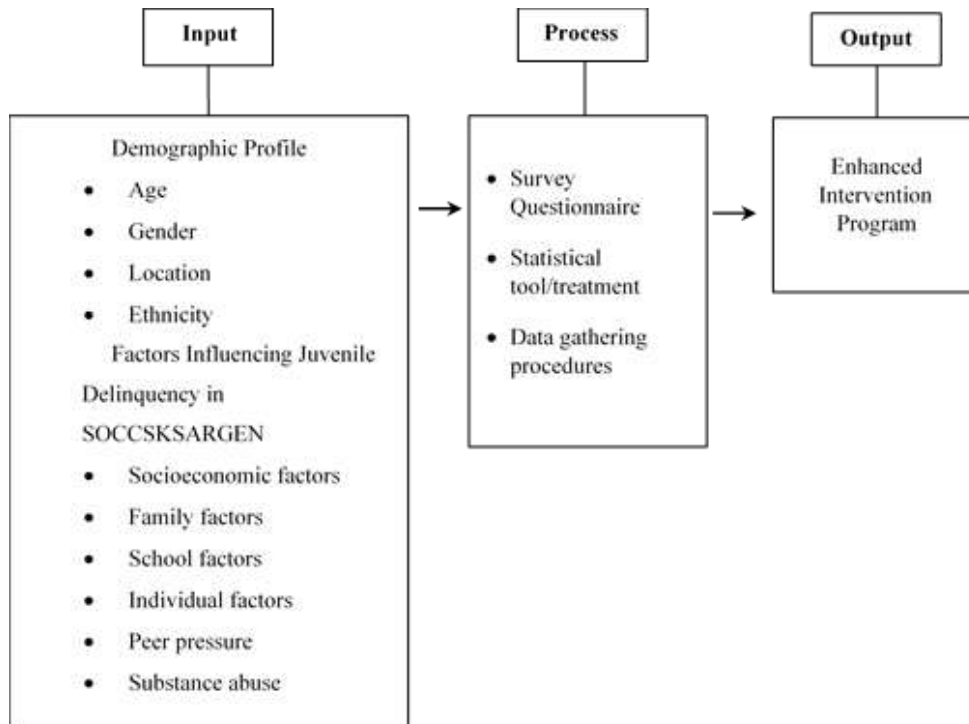 Input
Demographic Profile
• Age
• Gender
• Location
• Ethnicity
Factors Influencing Juvenile
Delinquency in
SOCCSKSARGEN
• Socioeconomic factors
• Family factors
• School factors
• Individual factors
• Peer pressure
• Substance abuse
Process
• Survey
Questionnaire
• Statistical
tool/treatment
• Data gathering
procedures
Output
Enhanced
Intervention
Program